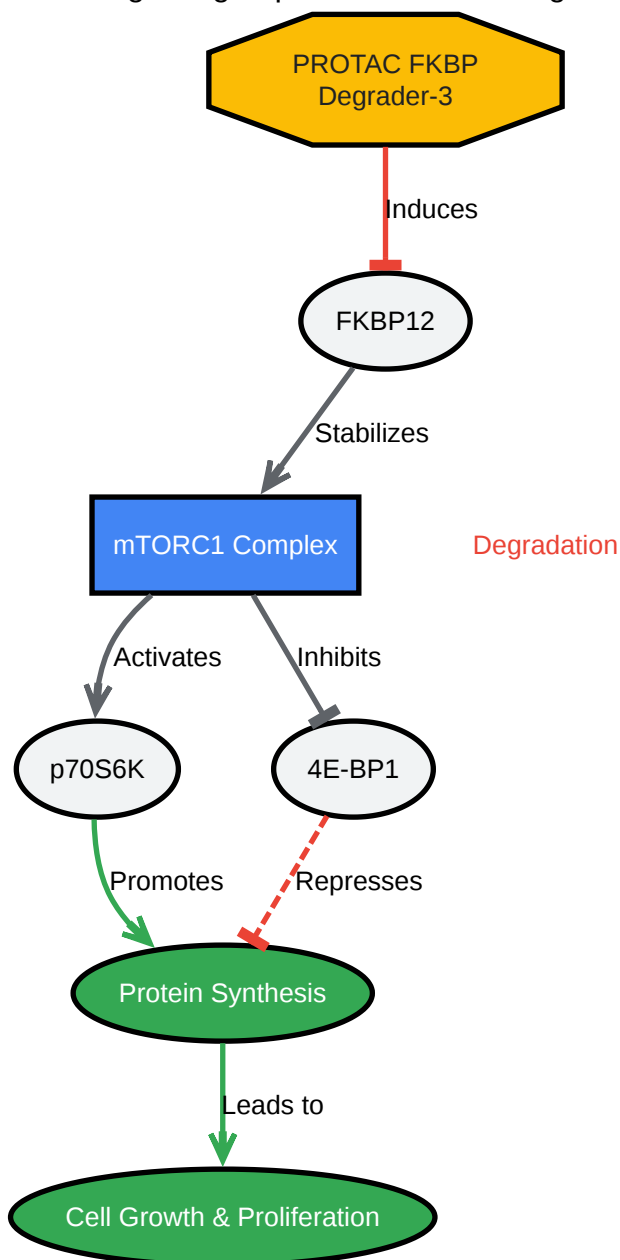 PROTAC FKBP
Degrader-3
Induces
FKBP12
Stabilizes
mTORC1 Complex
Degradation
Activates
Inhibits
p70S6K
4E-BP1
Promotes
Represses
Protein Synthesis
Leads to
Cell Growth & Proliferation